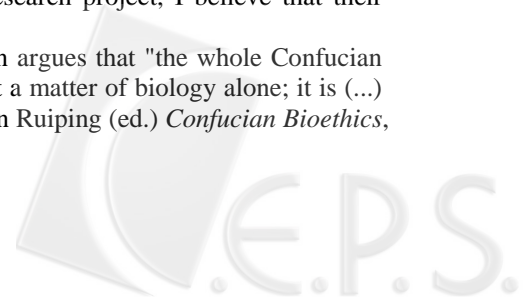 esearch project, I believe that their
n argues that "the whole Confucian
t a matter of biology alone; it is (...)
n Ruiping (ed.) Confucian Bioethics,
C.E.P.S.